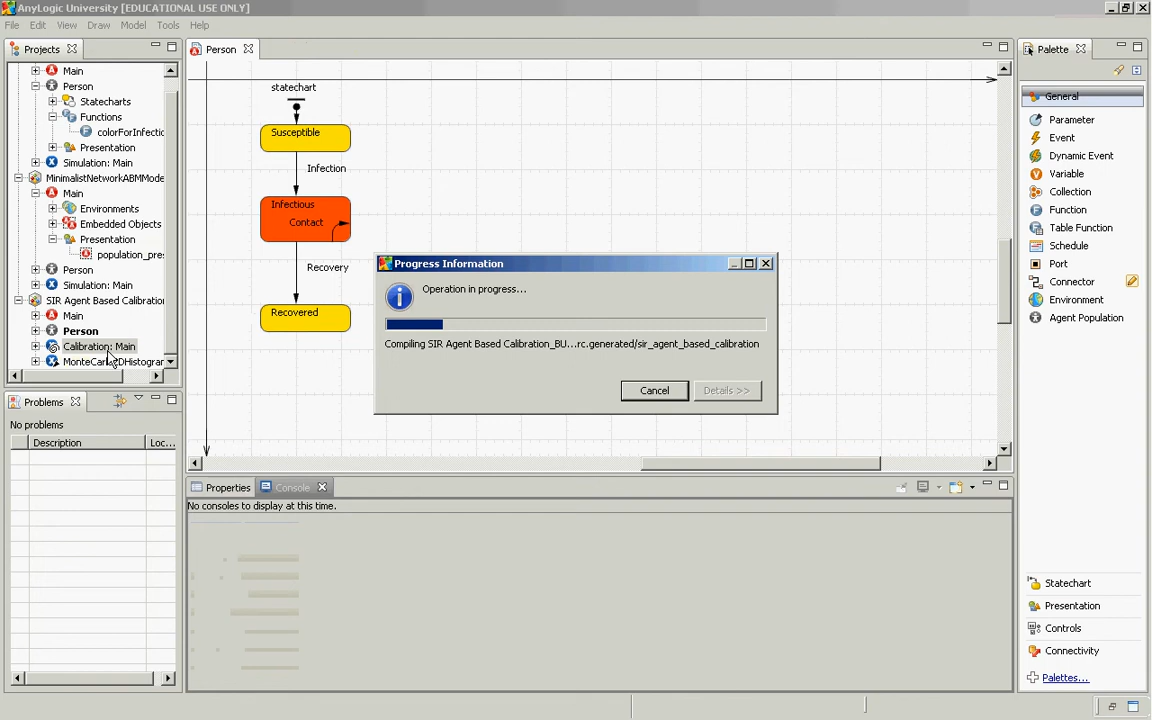 AnyLogic University [EDUCATIONAL USE ONLY]
File Edit View Draw Model Tools Help
Projects
Main
Person
Statecharts
Functions
colorForInfectic
Presentation
Simulation: Main
MinimalistNetworkABMMode
Main
Environments
Embedded Objects
Presentation
population_pre:
Person
Simulation: Main
SIR Agent Based Calibration
Main
Person
Calibration: Main
Problems
No problems
Description Loc...
Person
statechart
Susceptible
Infection
Infectious
Contact
Recovery
Recovered
Progress Information
Operation in progress...
Compiling SIR Agent Based Calibration_BU...rc.generated/sir_agent_based_calibration
Cancel
Details >>
Properties
Console
No consoles to display at this time.
Palette
General
Parameter
Event
Dynamic Event
Variable
Collection
Function
Table Function
Schedule
Port
Connector
Environment
Agent Population
Statechart
Presentation
Controls
Connectivity
Palettes...